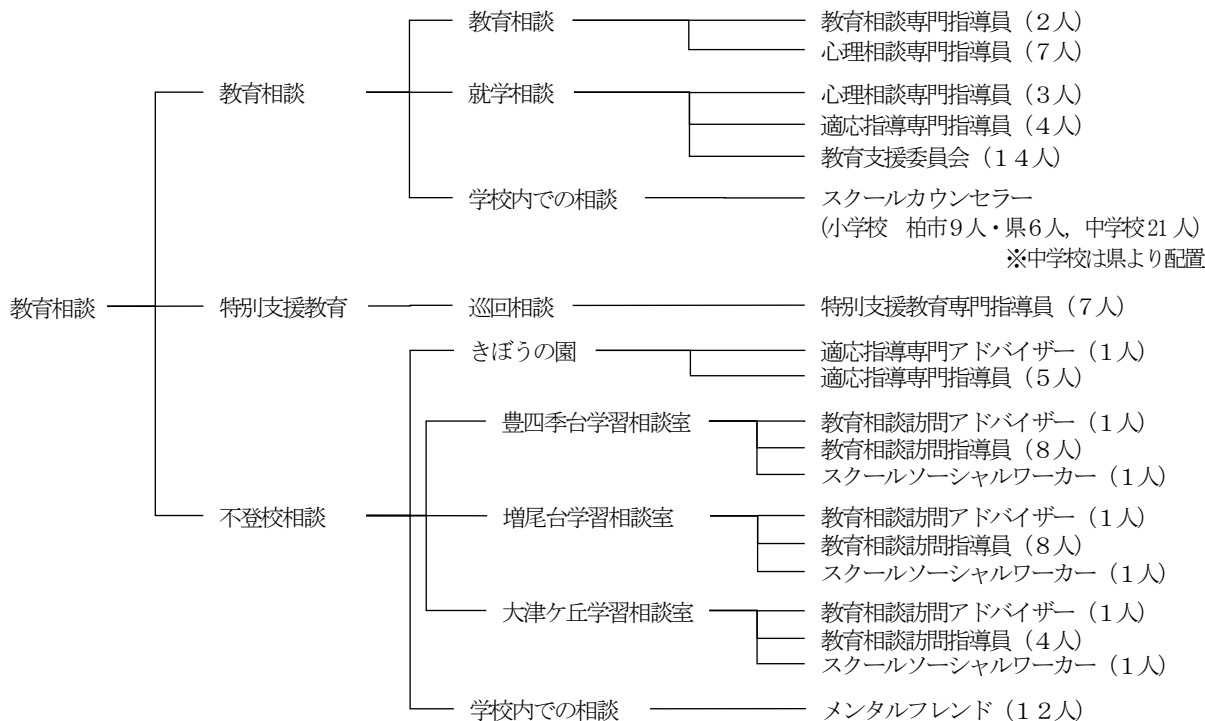 教育相談
教育相談専門指導員（２人）
心理相談専門指導員（７人）
教育相談
就学相談
心理相談専門指導員（３人）
適応指導専門指導員（４人）
教育支援委員会（１４人）
学校内での相談
スクールカウンセラー
(小学校　柏市９人・県６人，中学校21人)
※中学校は県より配置
教育相談
特別支援教育
巡回相談
特別支援教育専門指導員（７人）
きぼうの園
適応指導専門アドバイザー（１人）
適応指導専門指導員（５人）
豊四季台学習相談室
教育相談訪問アドバイザー（１人）
教育相談訪問指導員（８人）
スクールソーシャルワーカー（１人）
不登校相談
増尾台学習相談室
教育相談訪問アドバイザー（１人）
教育相談訪問指導員（８人）
スクールソーシャルワーカー（１人）
大津ケ丘学習相談室
教育相談訪問アドバイザー（１人）
教育相談訪問指導員（４人）
スクールソーシャルワーカー（１人）
学校内での相談
メンタルフレンド（１２人）